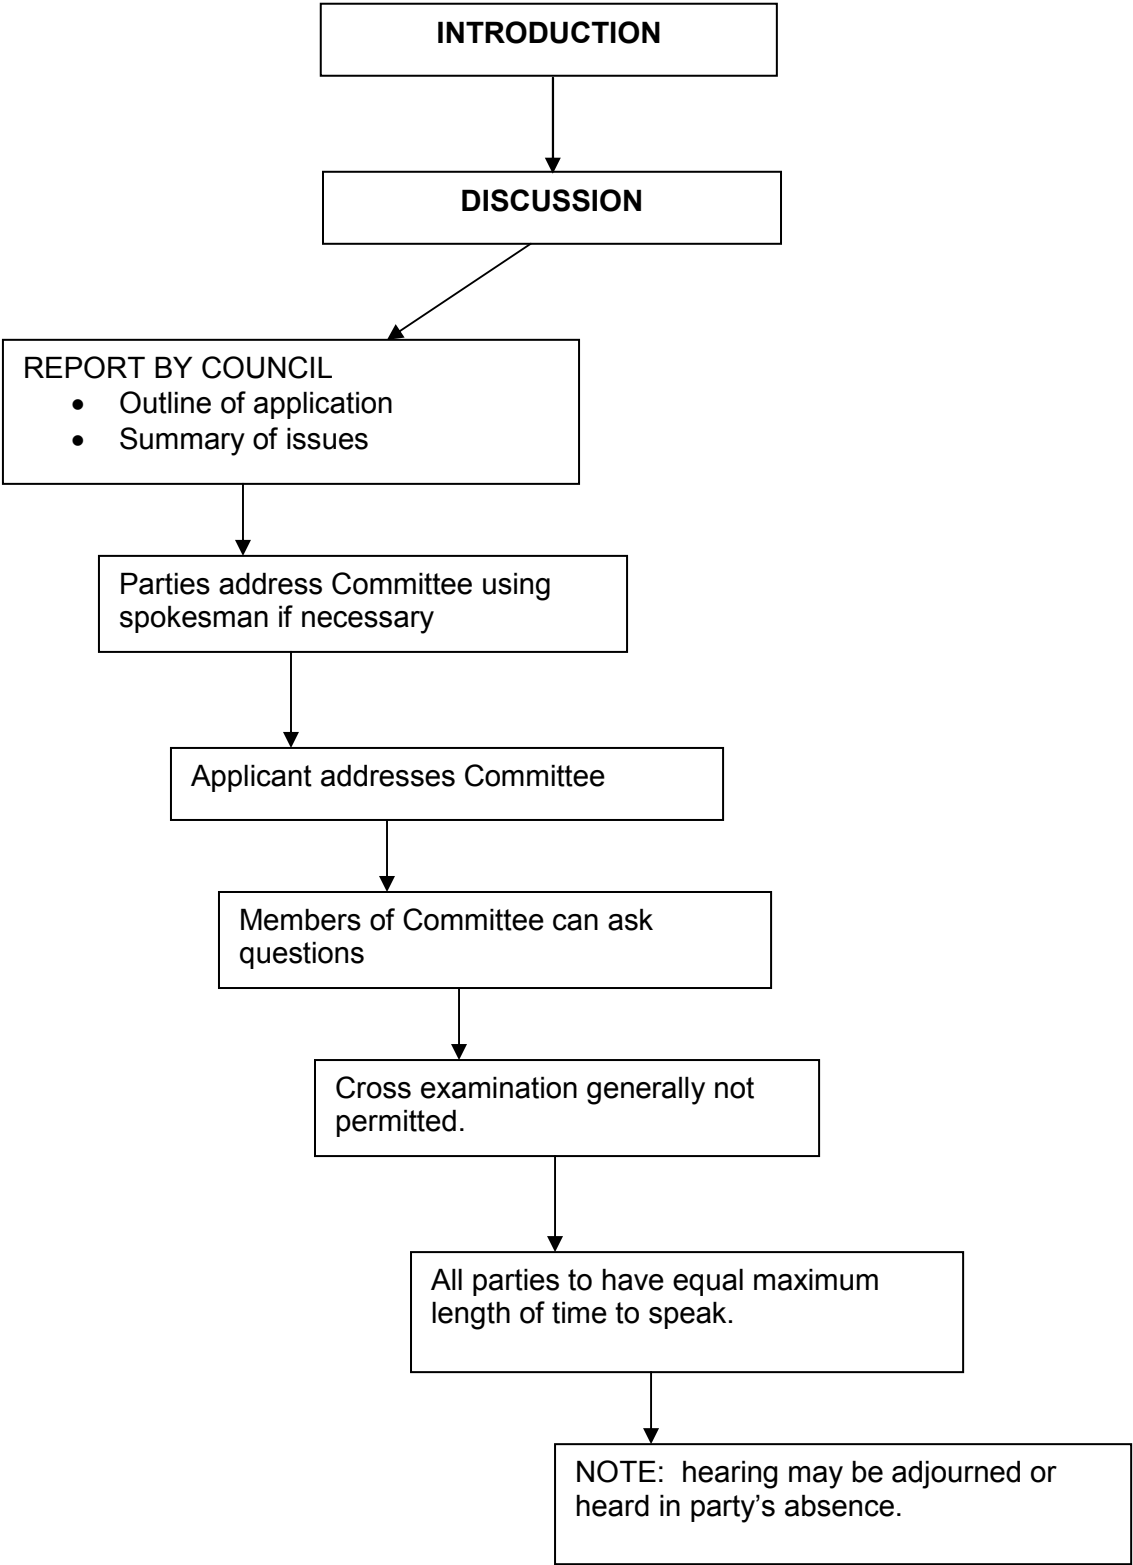 INTRODUCTION
DISCUSSION
REPORT BY COUNCIL
• Outline of application
• Summary of issues
Parties address Committee using
spokesman if necessary
Applicant addresses Committee
Members of Committee can ask
questions
Cross examination generally not
permitted.
All parties to have equal maximum
length of time to speak.
NOTE:  hearing may be adjourned or
heard in party’s absence.